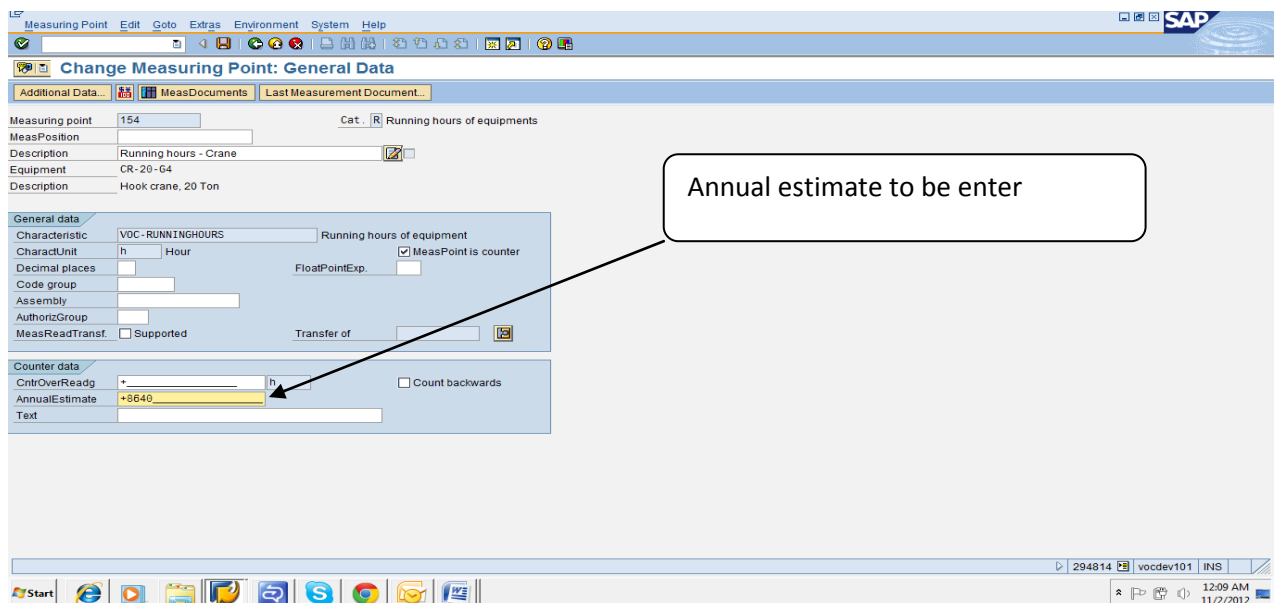 Measuring Point Edit Goto Extras Environment System Help
SAP
Change Measuring Point: General Data
Additional Data... MeasDocuments Last Measurement Document...
Measuring point 154 Cat. R Running hours of equipments
MeasPosition
Description Running hours - Crane
Equipment CR-20-G4
Description Hook crane, 20 Ton
Annual estimate to be enter
General data
Characteristic VOC-RUNNINGHOURS Running hours of equipment
CharactUnit h Hour MeasPoint is counter
Decimal places FloatPointExp.
Code group
Assembly
AuthorizGroup
MeasReadTransf. Supported Transfer of
Counter data
CntrOverReadg +____________________ h Count backwards
AnnualEstimate +8640____________________
Text
294814 vocdev101 INS
Start 12:09 AM
11/2/2012